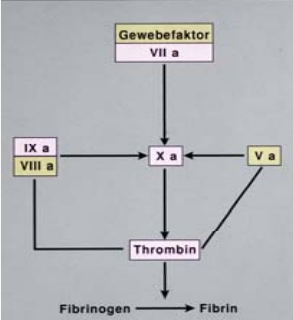 Gewebefaktor
VII a
IX a
VIII a
X a
V a
Thrombin
Fibrinogen
Fibrin